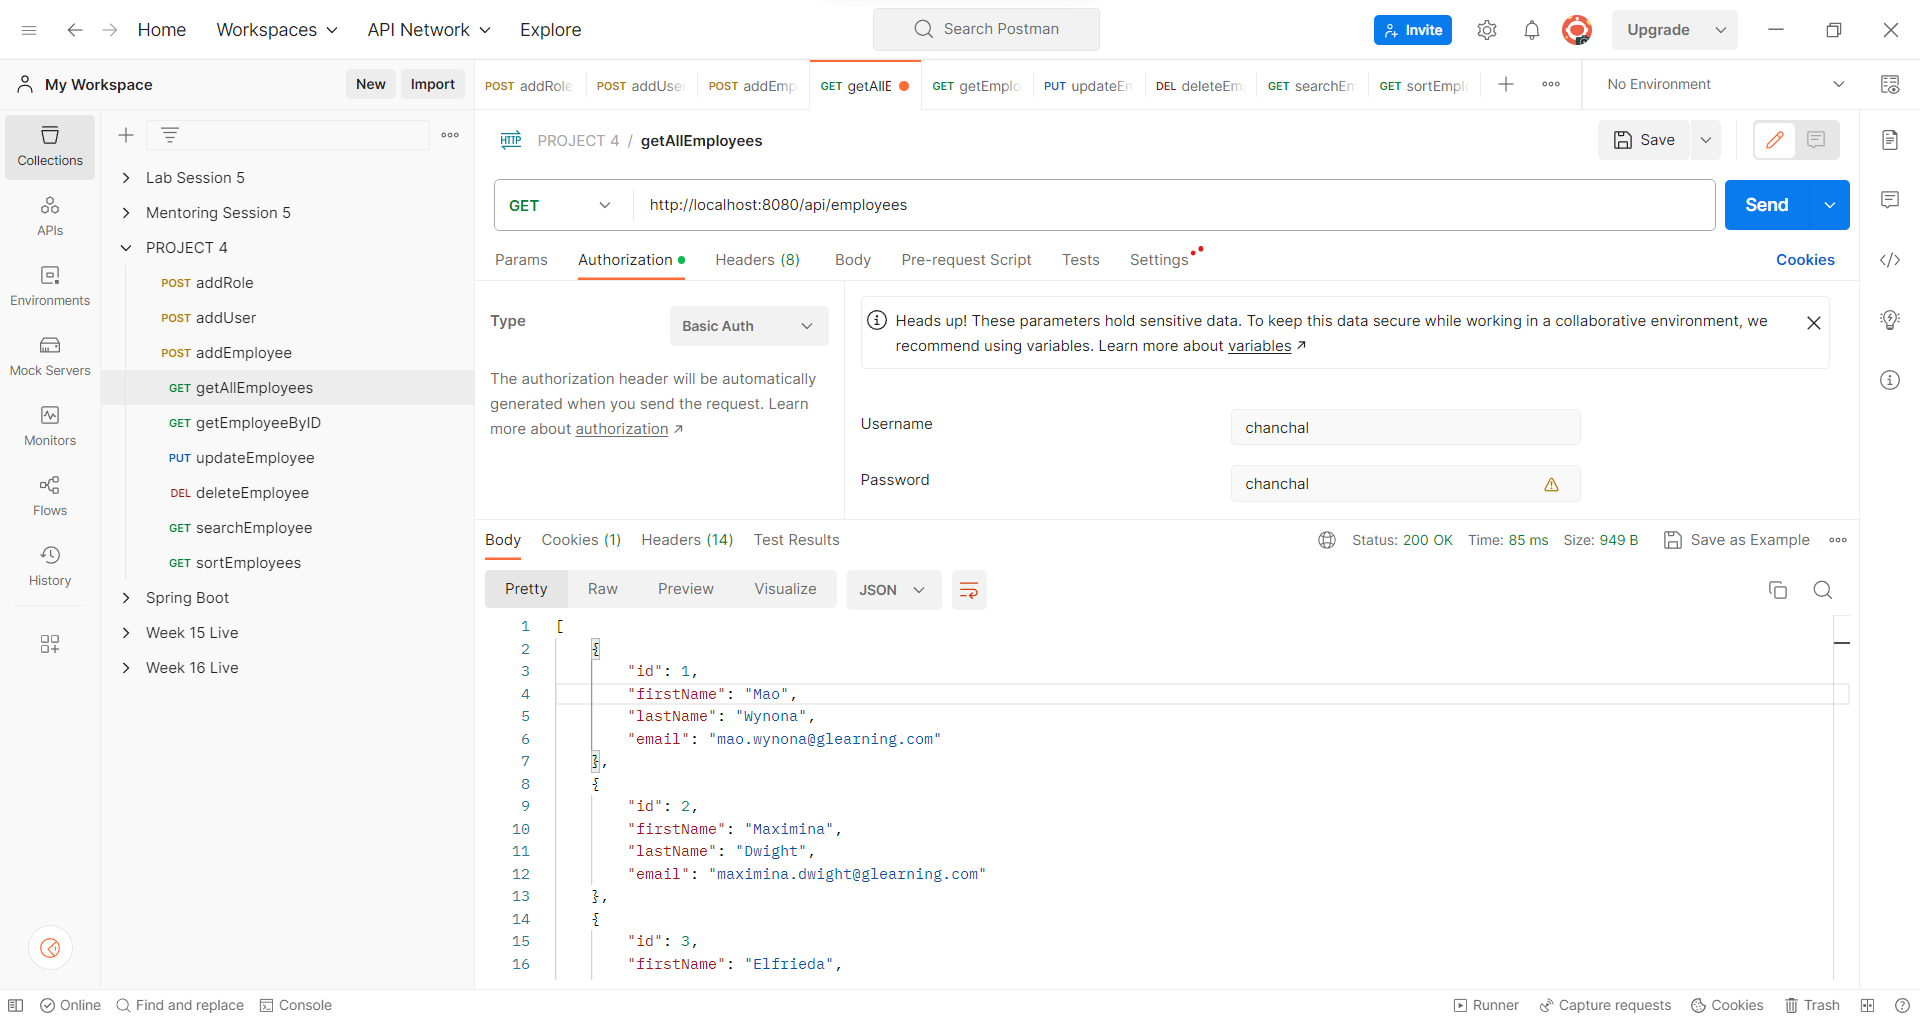 Home Workspaces API Network Explore Search Postman Invite Upgrade
My Workspace New Import
POST addRole POST addUser POST addEmp GET getAllE GET getEmplo PUT updateEm DEL deleteEm GET searchEm GET sortEmpl No Environment
Collections
APIs
Environments
Mock Servers
Monitors
Flows
History
Lab Session 5
Mentoring Session 5
PROJECT 4
POST addRole
POST addUser
POST addEmployee
GET getAllEmployees
GET getEmployeeByID
PUT updateEmployee
DEL deleteEmployee
GET searchEmployee
GET sortEmployees
Spring Boot
Week 15 Live
Week 16 Live
HTTP PROJECT 4 / getAllEmployees Save
GET http://localhost:8080/api/employees Send
Params Authorization Headers (8) Body Pre-request Script Tests Settings Cookies
Type Basic Auth
The authorization header will be automatically
generated when you send the request. Learn
more about authorization ↗
Heads up! These parameters hold sensitive data. To keep this data secure while working in a collaborative environment, we
recommend using variables. Learn more about variables ↗
Username chanchal
Password chanchal
Body Cookies (1) Headers (14) Test Results Status: 200 OK Time: 85 ms Size: 949 B Save as Example
Pretty Raw Preview Visualize JSON
1 [
2 {
3 "id": 1,
4 "firstName": "Mao",
5 "lastName": "Wynona",
6 "email": "mao.wynona@glearning.com"
7 },
8 {
9 "id": 2,
10 "firstName": "Maximina",
11 "lastName": "Dwight",
12 "email": "maximina.dwight@glearning.com"
13 },
14 {
15 "id": 3,
16 "firstName": "Elfrieda",
Online Find and replace Console Runner Capture requests Cookies Trash